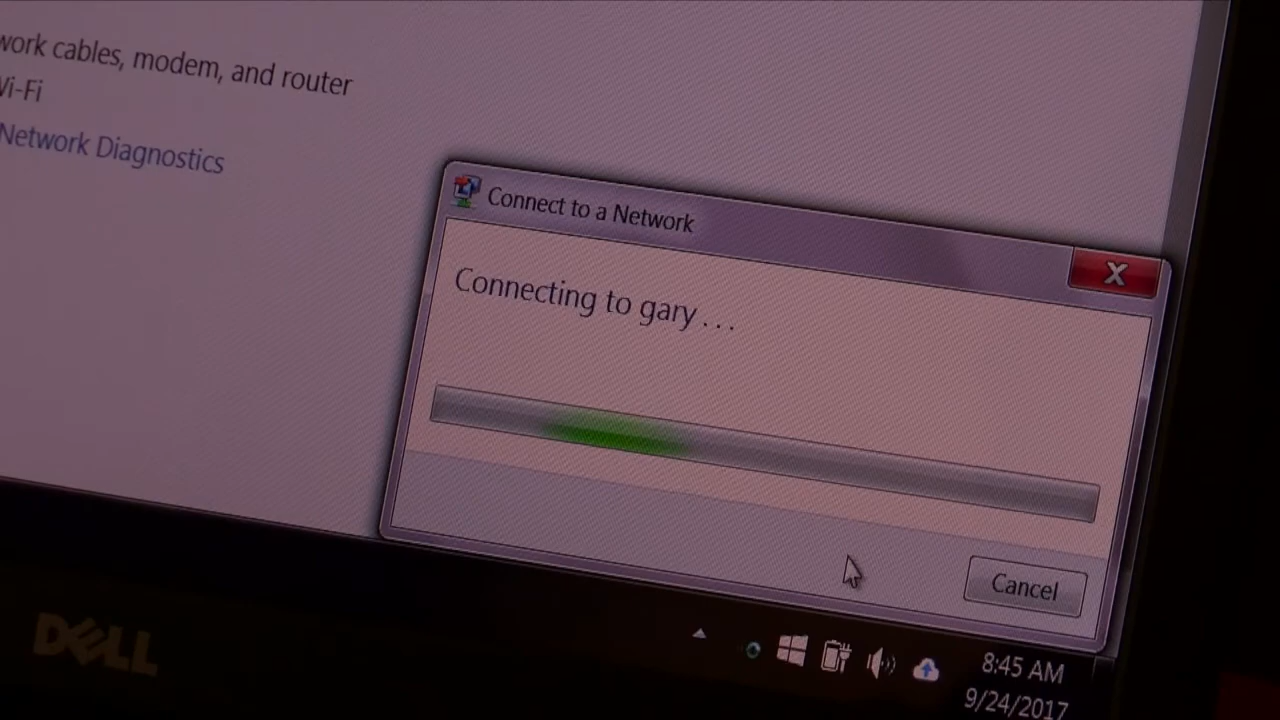 work cables, modem, and router
Wi-Fi
Network Diagnostics
Connect to a Network
Connecting to gary . . .
Cancel
DELL
8:45 AM
9/24/2017